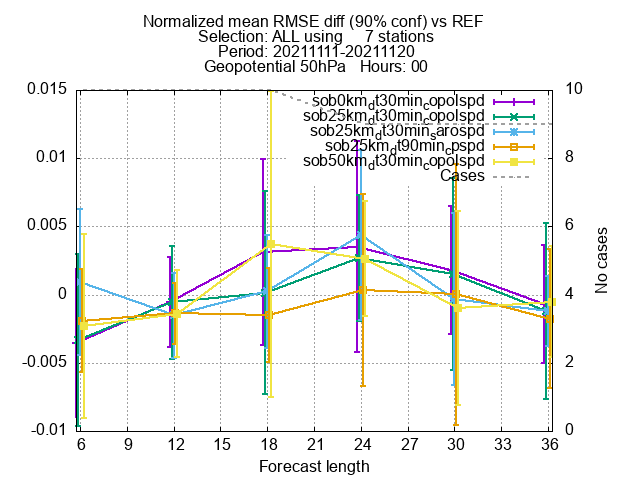 Normalized mean RMSE diff (90% conf) vs REF
Selection: ALL using 7 stations
Period: 20211111-20211120
Geopotential 50hPa Hours: 00
0.015
0.01
0.005
0
-0.005
-0.01
10
8
6
4
2
0
No cases
sob0km_dt30min_copolspd
sob25km_dt30min_copolspd
sob25km_dt30min_sarospd
sob25km_dt90min_cpspd
sob50km_dt30min_copolspd
Cases
6 9 12 15 18 21 24 27 30 33 36
Forecast length